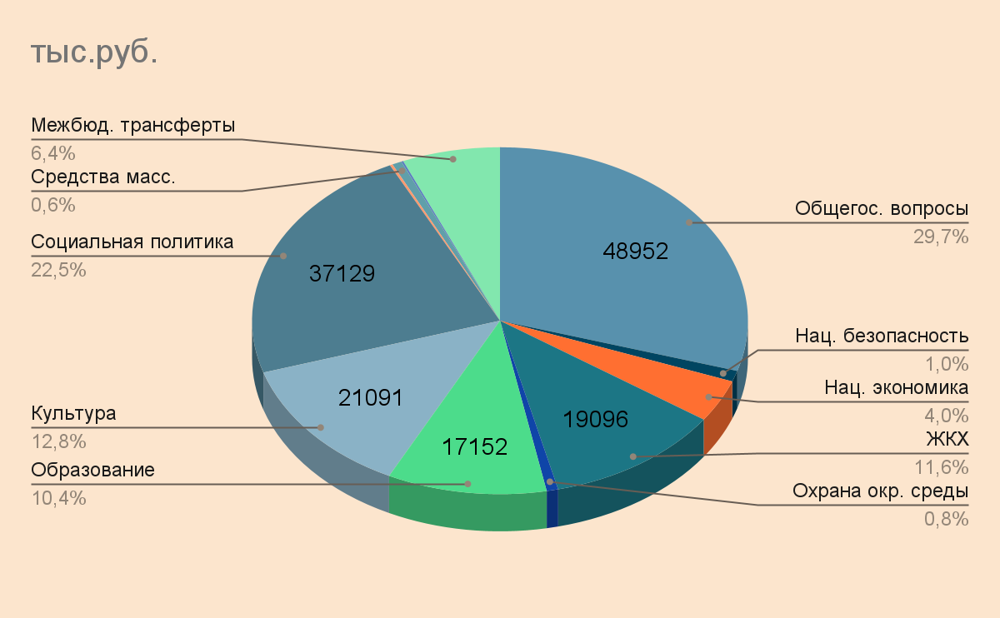 тыс.руб.
Межбюд. трансферты
6,4%
Средства масс.
0,6%
Социальная политика
22,5%
Культура
12,8%
Образование
10,4%
Общегос. вопросы
29,7%
Нац. безопасность
1,0%
Нац. экономика
4,0%
ЖКХ
11,6%
Охрана окр. среды
0,8%
48952
37129
21091
19096
17152